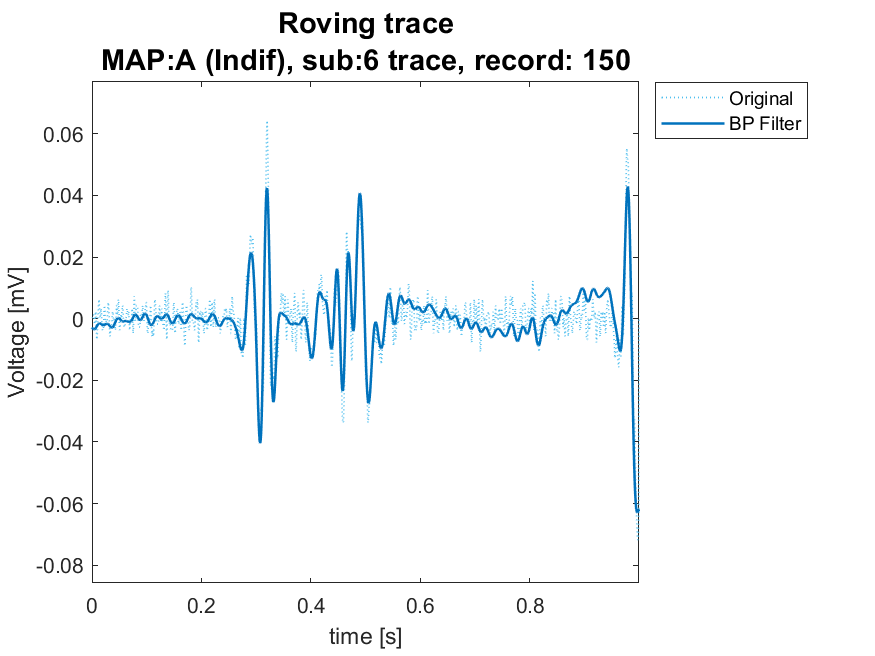 Roving trace
MAP:A (Indif), sub:6 trace, record: 150
Original
BP Filter
0.06
0.04
0.02
0
-0.02
-0.04
-0.06
-0.08
Voltage [mV]
0 0.2 0.4 0.6 0.8
time [s]